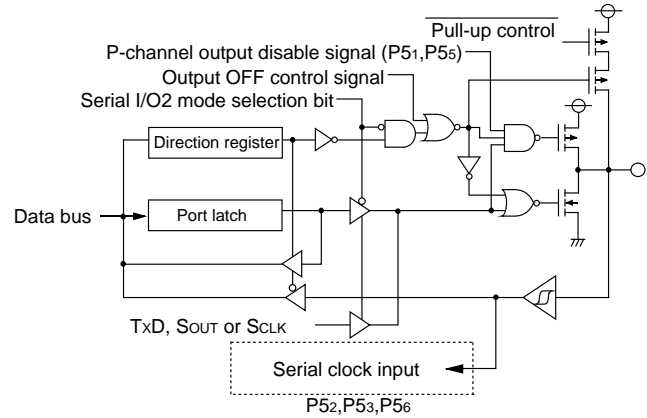 Pull-up control
P-channel output disable signal (P51,P55)
Output OFF control signal
Serial I/O2 mode selection bit
Direction register
Data bus
Port latch
TxD, SOUT or SCLK
Serial clock input
P52,P53,P56